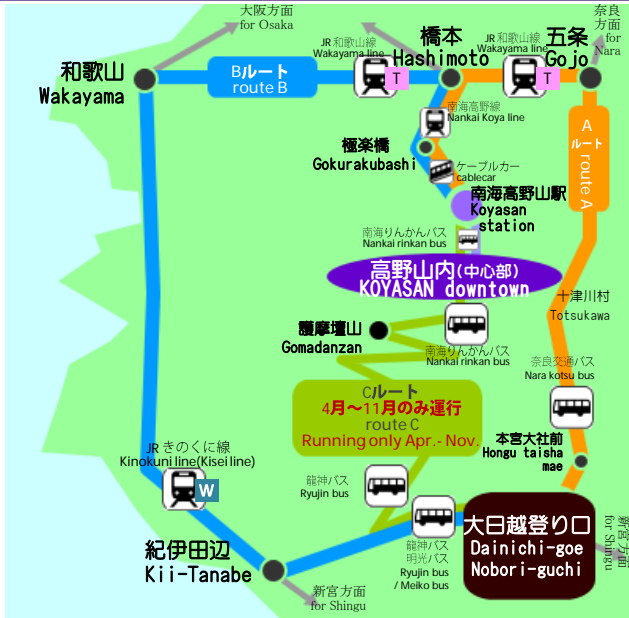 大阪方面
for Osaka
奈良
方面
for
Nara
JR 和歌山線
Wakayama line
橋本
Hashimoto
JR 和歌山線
Wakayama line
五条
Gojo
和歌山
Wakayama
Bルート
route B
T
T
南海高野線
Nankai Koya line
A
ルート
route A
極楽橋
Gokurakubashi
ケーブルカー
cablecar
南海高野山駅
Koyasan
station
南海りんかんバス
Nankai rinkan bus
高野山内(中心部)
KOYASAN downtown
十津川村
Totsukawa
護摩壇山
Gomadanzan
南海りんかんバス
Nankai rinkan bus
奈良交通バス
Nara kotsu bus
Cルート
4月~11月のみ運行
route C
Running only Apr.- Nov.
本宮大社前
Hongu taisha
mae
JR きのくに線
Kinokuni line(Kisei line)
W
龍神バス
Ryujin bus
大日越登り口
Dainichi-goe
Nobori-guchi
新宮方面
for Shingu
龍神バス
明光バス
Ryujin bus
/ Meiko bus
紀伊田辺
Kii-Tanabe
新宮方面
for Shingu